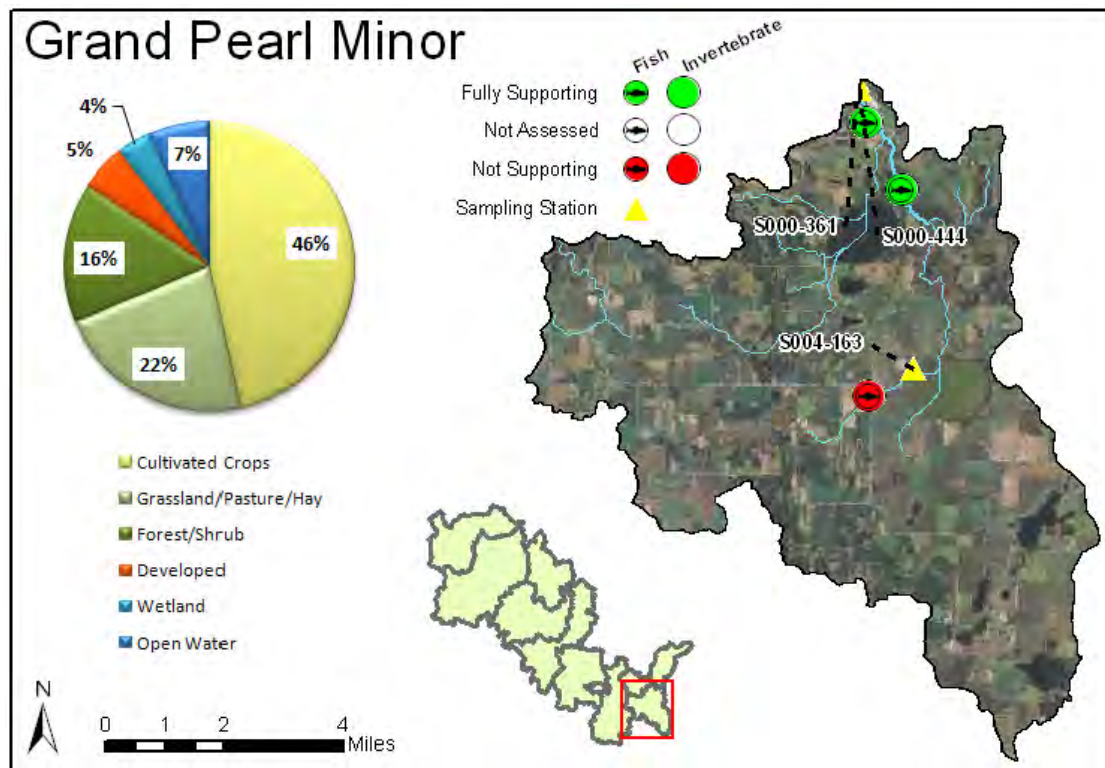 Grand Pearl Minor
Fish Invertebrate
Fully Supporting
Not Assessed
Not Supporting
Sampling Station
4%
5%
7%
46%
16%
22%
S000-361
S000-444
S004-163
Cultivated Crops
Grassland/Pasture/Hay
Forest/Shrub
Developed
Wetland
Open Water
N
0 1 2 4
Miles